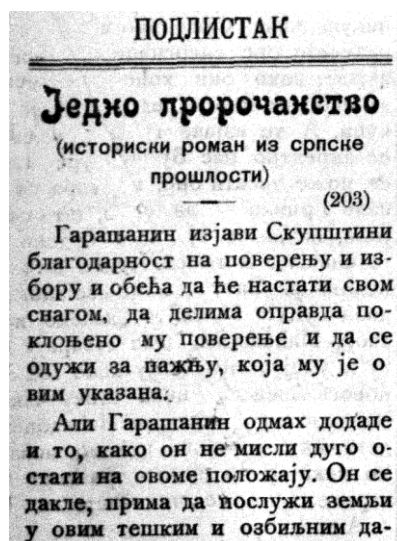 ПОДЛИСТАК
Једно пророчанство
(историски роман из српске
прошлости)
(203)
Гарашанин изјави Скупштини
благодарност на поверењу и из-
бору и обећа да ће настати свом
снагом, да делима оправда по-
клоњено му поверење и да се
одужи за пажњу, која му је о
вим указана.
Али Гарашанин одмах додаде
и то, како он не мисли дуго о-
стати на овоме положају. Он се
дакле, прима да послужи земљи
у овим тешким и озбиљним да-